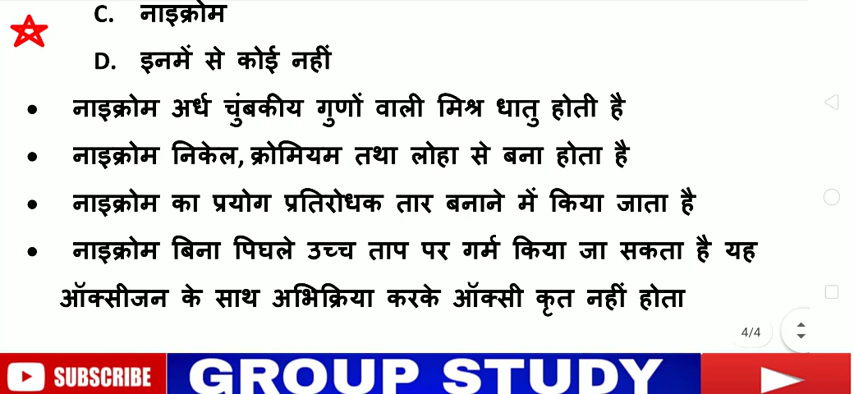 C. नाइक्रोम
D. इनमें से कोई नहीं
• नाइक्रोम अर्ध चुंबकीय गुणों वाली मिश्र धातु होती है
• नाइक्रोम निकेल, क्रोमियम तथा लोहा से बना होता है
• नाइक्रोम का प्रयोग प्रतिरोधक तार बनाने में किया जाता है
• नाइक्रोम बिना पिघले उच्च ताप पर गर्म किया जा सकता है यह
ऑक्सीजन के साथ अभिक्रिया करके ऑक्सी कृत नहीं होता
4/4
SUBSCRIBE GROUP STUDY